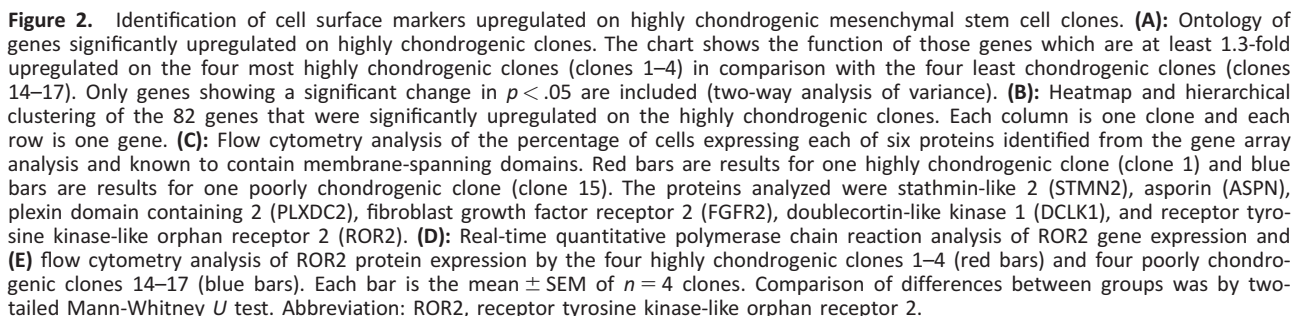 Figure 2. Identification of cell surface markers upregulated on highly chondrogenic mesenchymal stem cell clones. (A): Ontology of
genes significantly upregulated on highly chondrogenic clones. The chart shows the function of those genes which are at least 1.3-fold
upregulated on the four most highly chondrogenic clones (clones 1–4) in comparison with the four least chondrogenic clones (clones
14–17). Only genes showing a significant change in p < .05 are included (two-way analysis of variance). (B): Heatmap and hierarchical
clustering of the 82 genes that were significantly upregulated on the highly chondrogenic clones. Each column is one clone and each
row is one gene. (C): Flow cytometry analysis of the percentage of cells expressing each of six proteins identified from the gene array
analysis and known to contain membrane-spanning domains. Red bars are results for one highly chondrogenic clone (clone 1) and blue
bars are results for one poorly chondrogenic clone (clone 15). The proteins analyzed were stathmin-like 2 (STMN2), asporin (ASPN),
plexin domain containing 2 (PLXDC2), fibroblast growth factor receptor 2 (FGFR2), doublecortin-like kinase 1 (DCLK1), and receptor tyro-
sine kinase-like orphan receptor 2 (ROR2). (D): Real-time quantitative polymerase chain reaction analysis of ROR2 gene expression and
(E) flow cytometry analysis of ROR2 protein expression by the four highly chondrogenic clones 1–4 (red bars) and four poorly chondro-
genic clones 14–17 (blue bars). Each bar is the mean ± SEM of n = 4 clones. Comparison of differences between groups was by two-
tailed Mann-Whitney U test. Abbreviation: ROR2, receptor tyrosine kinase-like orphan receptor 2.